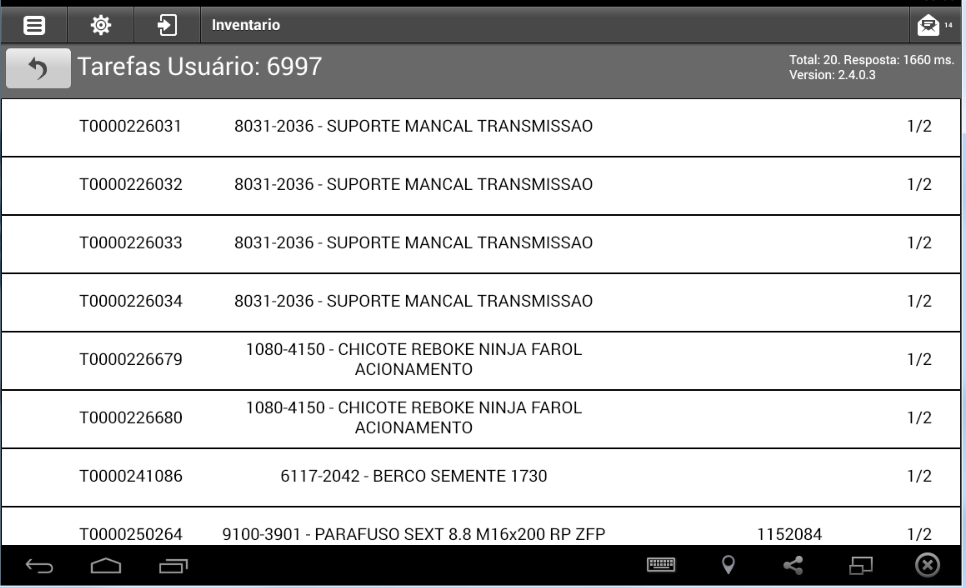 Inventario
14
Tarefas Usuário: 6997
Total: 20. Resposta: 1660 ms.
Version: 2.4.0.3
T0000226031 8031-2036 - SUPORTE MANCAL TRANSMISSAO 1/2
T0000226032 8031-2036 - SUPORTE MANCAL TRANSMISSAO 1/2
T0000226033 8031-2036 - SUPORTE MANCAL TRANSMISSAO 1/2
T0000226034 8031-2036 - SUPORTE MANCAL TRANSMISSAO 1/2
T0000226679 1080-4150 - CHICOTE REBOKE NINJA FAROL
ACIONAMENTO 1/2
T0000226680 1080-4150 - CHICOTE REBOKE NINJA FAROL
ACIONAMENTO 1/2
T0000241086 6117-2042 - BERCO SEMENTE 1730 1/2
T0000250264 9100-3901 - PARAFUSO SEXT 8.8 M16x200 RP ZFP 1152084 1/2